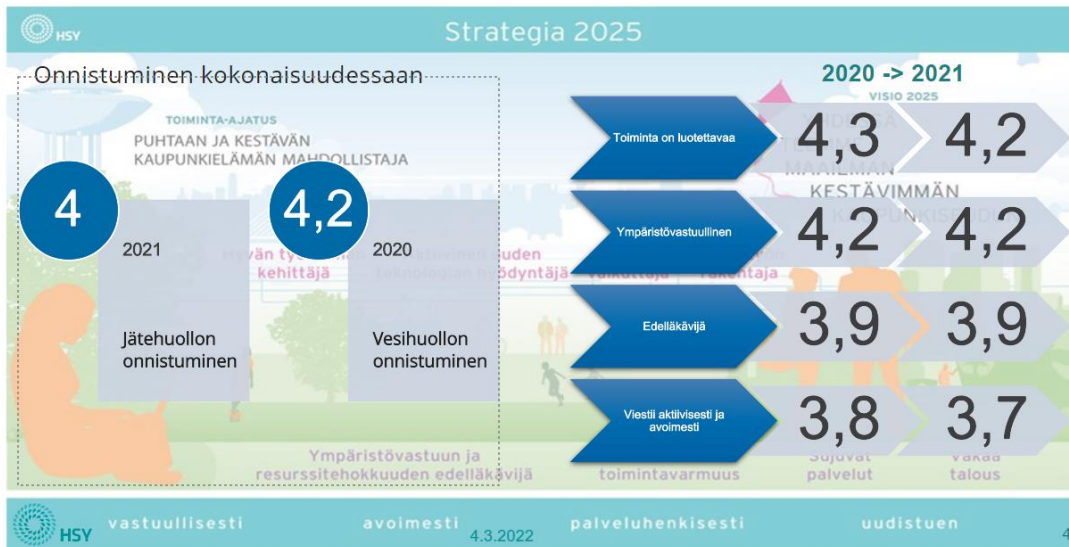 HSY
Strategia 2025
Onnistuminen kokonaisuudessaan
2020 -> 2021
VISIO 2025
TOIMINTA-AJATUS
PUHTAAN JA KESTÄVÄN
KAUPUNKIELÄMÄN MAHDOLLISTAJA
Toiminta on luotettavaa
4,3
4,2
MAAILMAN
KESTÄVIMMÄN
4
2021
Jätehuollon
onnistuminen
4,2
2020
Vesihuollon
onnistuminen
Ympäristövastuullinen
4,2
4,2
kehittäjä
Edelläkävijä
3,9
3,9
Viestii aktiivisesti ja
avoimesti
3,8
3,7
Ympäristövastuun ja
resurssitehokkuuden edelläkävijä
toimintavarmuus
Sujuvat
palvelut
Vakaa
talous
HSY
vastuullisesti
avoimesti
4.3.2022
palveluhenkisesti
uudistuen
4